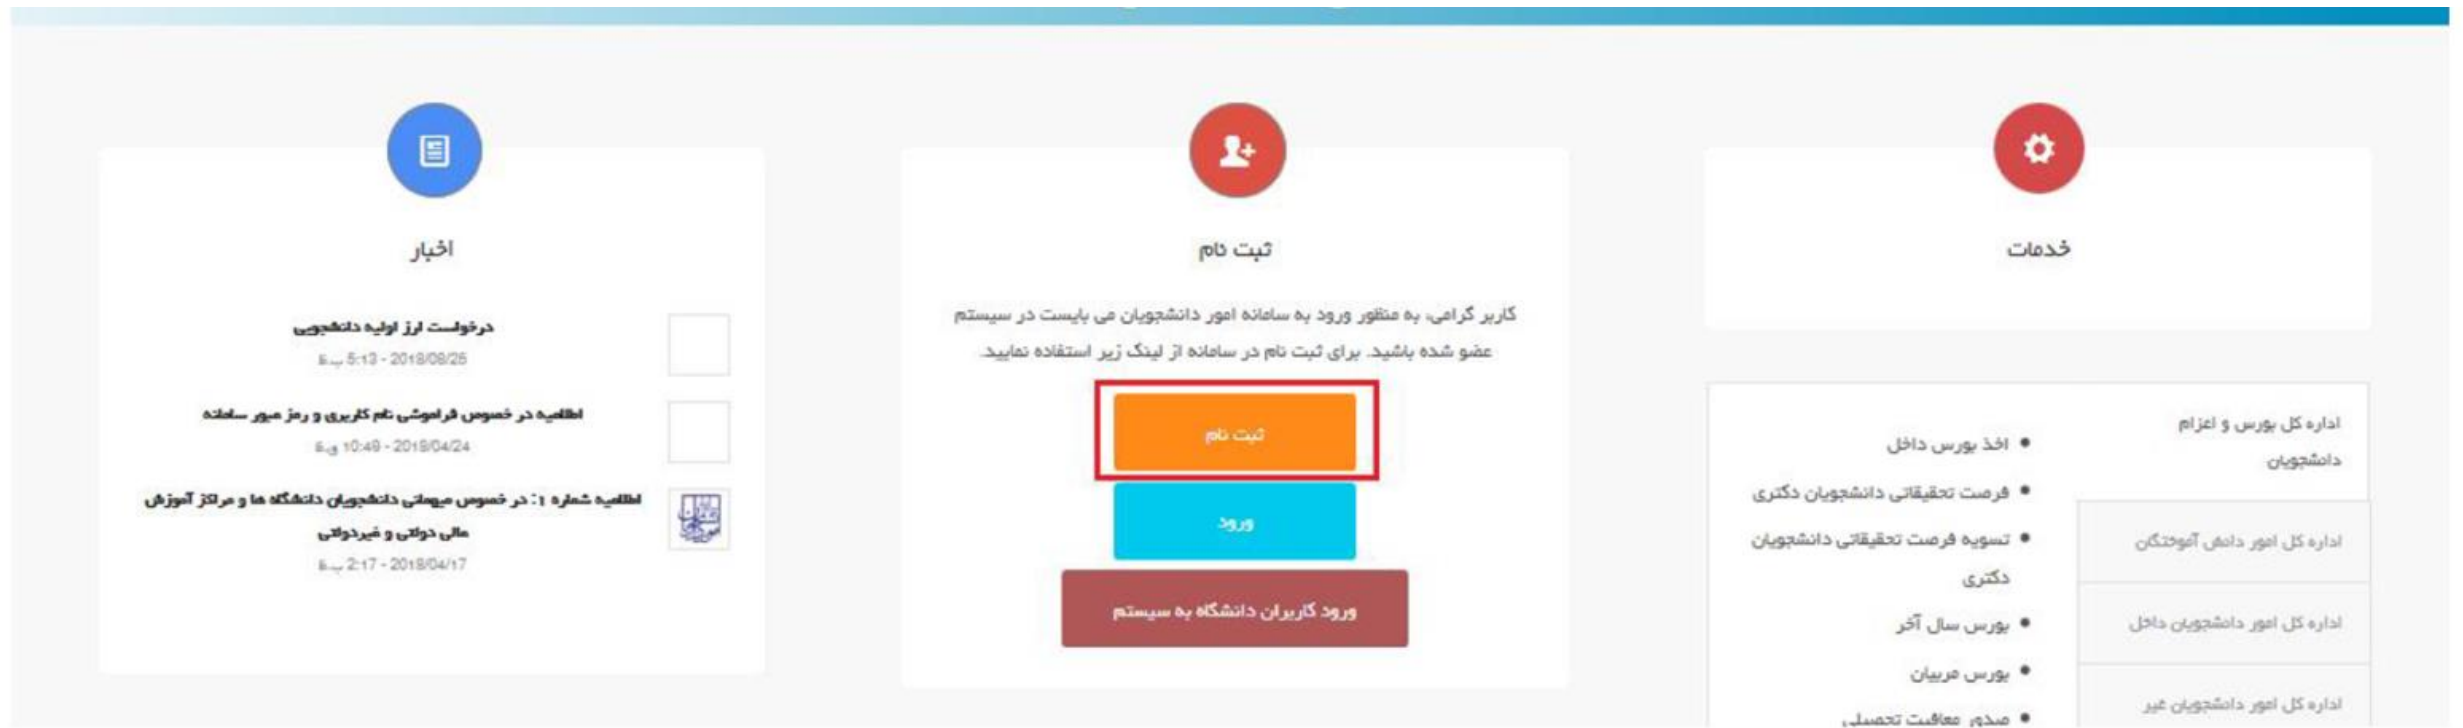 خدمات
اداره کل بورس و اعزام
دانشجویان
اداره کل امور دانش آموختگان
اداره کل امور دانشجویان داخل
اداره کل امور دانشجویان غیر
اخذ بورس داخل
فرصت تحقیقاتی دانشجویان دکتری
تسویه فرصت تحقیقاتی دانشجویان
دکتری
بورس سال آخر
بورس مربیان
صدور معافیت تحصیلی
ثبت نام
کاربر گرامی، به منظور ورود به سامانه امور دانشجویان می بایست در سیستم
عضو شده باشید. برای ثبت نام در سامانه از لینک زیر استفاده نمایید.
ثبت نام
ورود
ورود کاربران دانشگاه به سیستم
اخبار
درخواست ارز اولیه دانشجویی
2018/08/25 - 5:13 ب.ظ
اطلاعیه در خصوص فراموشی نام کاربری و رمز عبور سامانه
2018/04/24 - 10:49 ق.ظ
اطلاعیه شماره ۱: در خصوص میهمانی دانشجویان دانشگاه ها و مراکز آموزش
عالی دولتی و غیردولتی
2018/04/17 - 2:17 ب.ظ